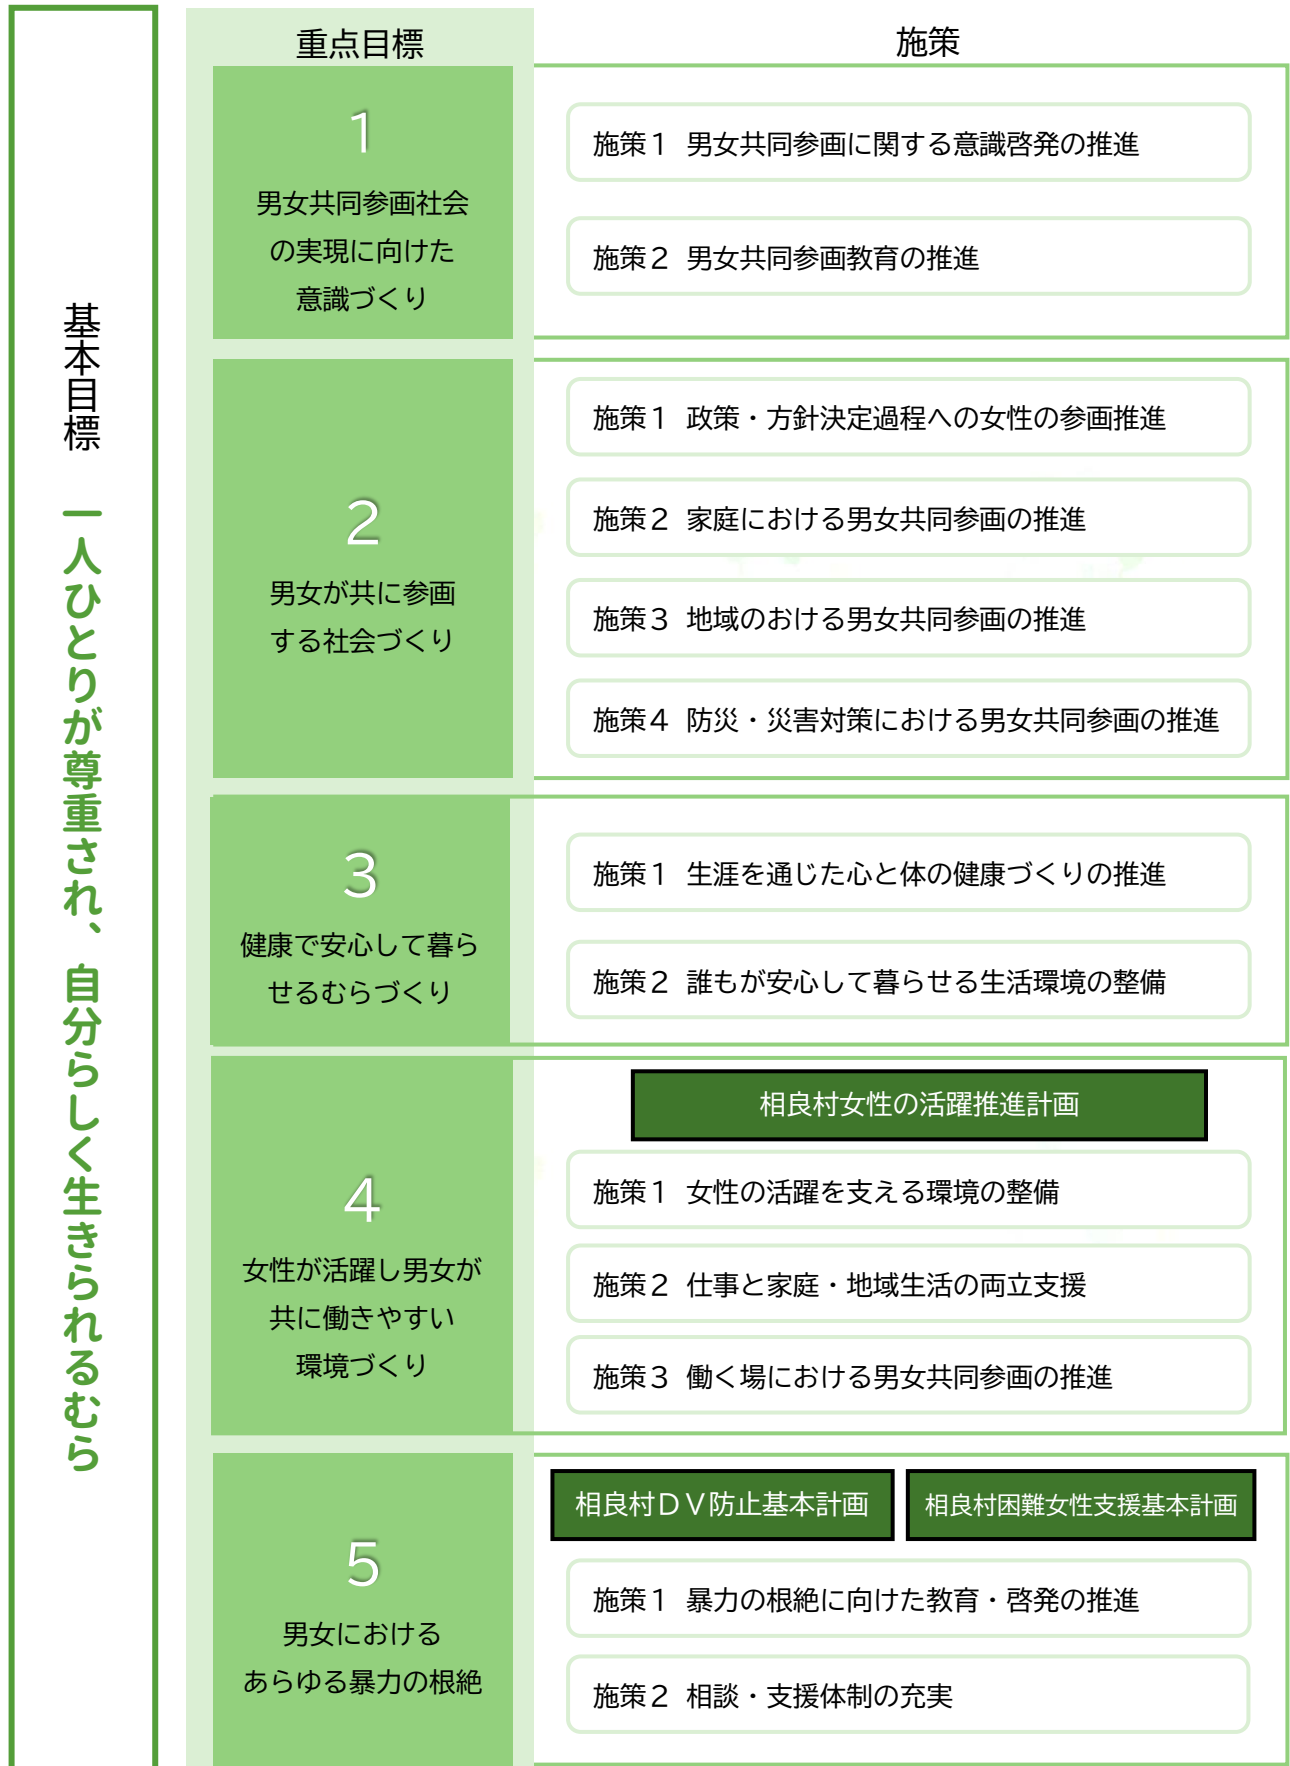 基本目標　一人ひとりが尊重され、自分らしく生きられるむら
重点目標
施策
1
男女共同参画社会
の実現に向けた
意識づくり
施策１ 男女共同参画に関する意識啓発の推進
施策２ 男女共同参画教育の推進
2
男女が共に参画
する社会づくり
施策１ 政策・方針決定過程への女性の参画推進
施策２ 家庭における男女共同参画の推進
施策３ 地域のおける男女共同参画の推進
施策４ 防災・災害対策における男女共同参画の推進
3
健康で安心して暮ら
せるむらづくり
施策１ 生涯を通じた心と体の健康づくりの推進
施策２ 誰もが安心して暮らせる生活環境の整備
4
女性が活躍し男女が
共に働きやすい
環境づくり
相良村女性の活躍推進計画
施策１ 女性の活躍を支える環境の整備
施策２ 仕事と家庭・地域生活の両立支援
施策３ 働く場における男女共同参画の推進
5
男女における
あらゆる暴力の根絶
相良村ＤＶ防止基本計画
相良村困難女性支援基本計画
施策１ 暴力の根絶に向けた教育・啓発の推進
施策２ 相談・支援体制の充実